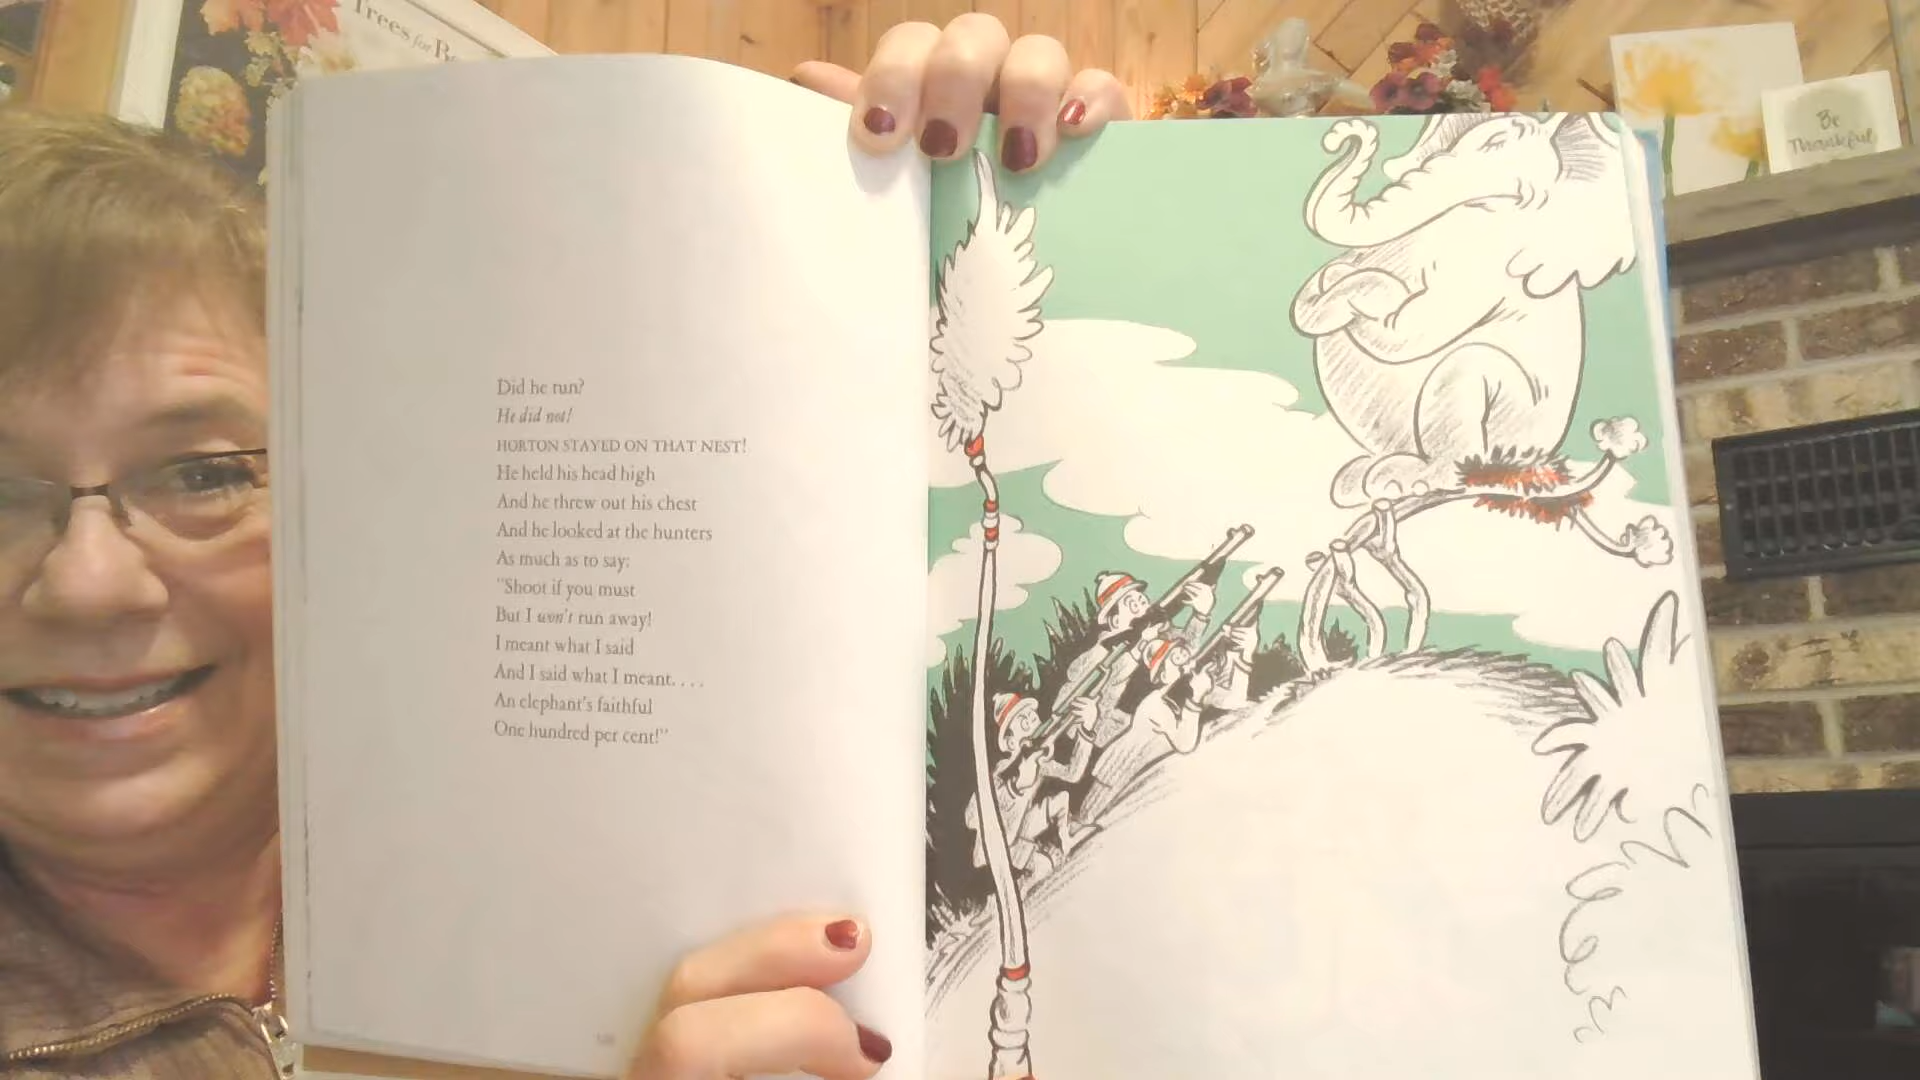 Trees for
Did he run?
He did not!
HORTON STAYED ON THAT NEST!
He held his head high
And he threw out his chest
And he looked at the hunters
As much as to say:
"Shoot if you must
But I won't run away!
I meant what I said
And I said what I meant. . . .
An elephant's faithful
One hundred per cent!"
Be
Thankful